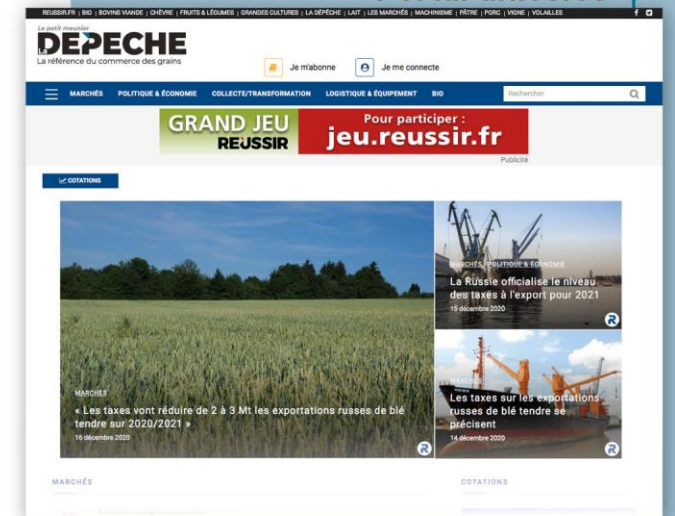 REUSSIR.FR | BIO | BOVINS VIANDE | CHÈVRE | FRUITS & LÉGUMES | GRANDES CULTURES | LA DÉPÊCHE | LAIT | LES MARCHÉS | MACHINISME | PÂTRE | PORC | VIGNE | VOLAILLES
Le petit meunier
La
DEPECHE
La référence du commerce des grains
Je m'abonne
Je me connecte
MARCHÉS POLITIQUE & ÉCONOMIE COLLECTE/TRANSFORMATION LOGISTIQUE & ÉQUIPEMENT BIO
Rechercher
GRAND JEU
REUSSIR
Pour participer :
jeu.reussir.fr
Publicité
COTATIONS
MARCHÉS
« Les taxes vont réduire de 2 à 3 Mt les exportations russes de blé
tendre sur 2020/2021 »
16 décembre 2020
MARCHÉS, POLITIQUE & ÉCONOMIE
La Russie officialise le niveau
des taxes à l'export pour 2021
15 décembre 2020
MARCHÉS
Les taxes sur les exportations
russes de blé tendre se
précisent
14 décembre 2020
MARCHÉS
COTATIONS